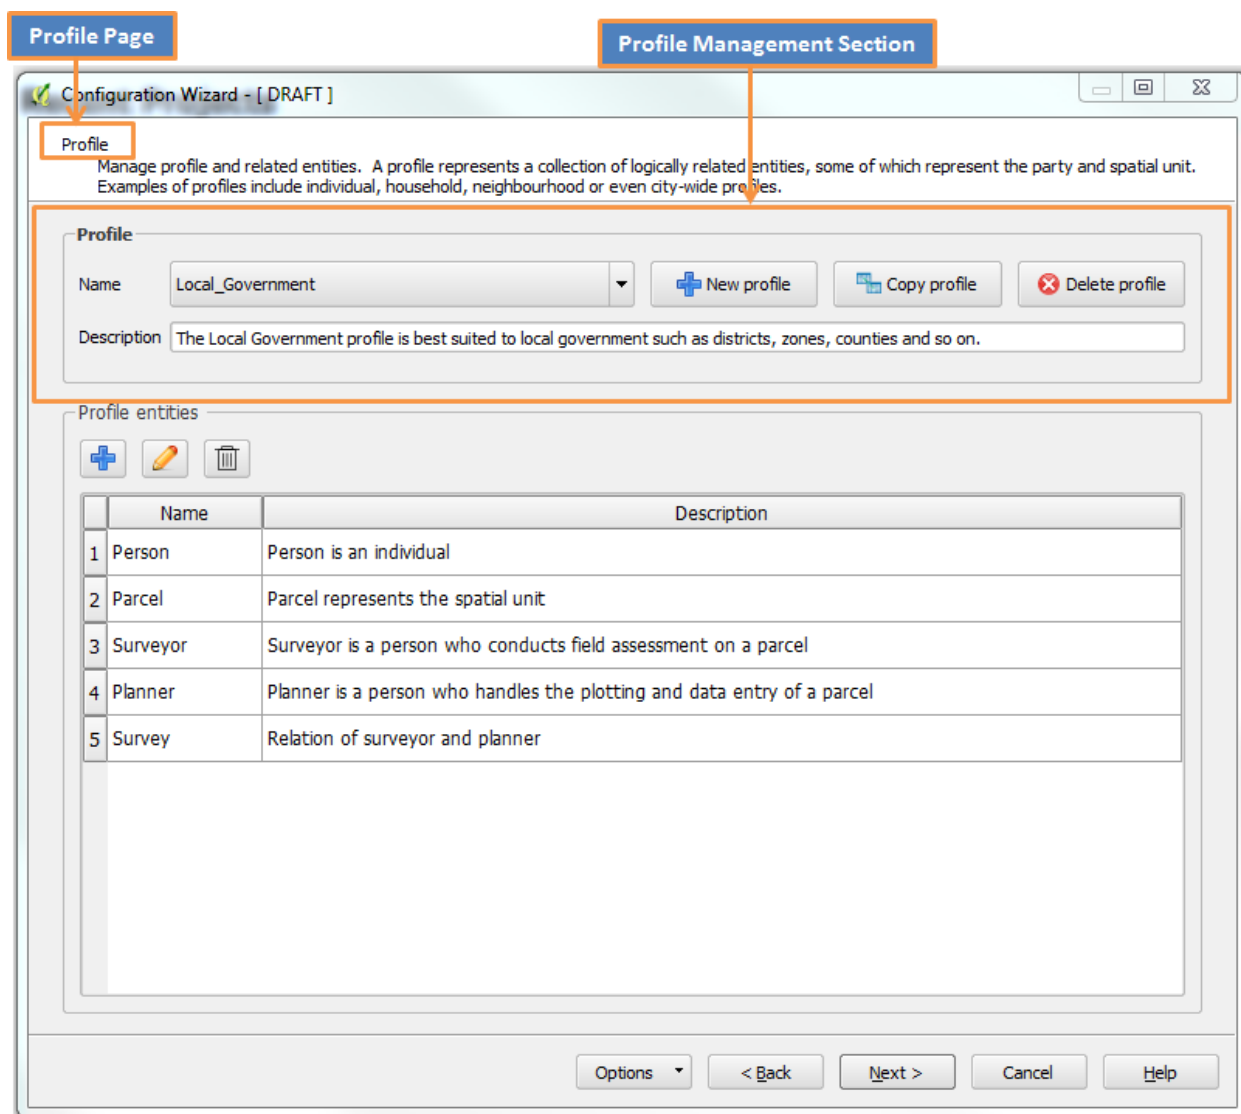 Profile Page
Profile Management Section
Configuration Wizard - [ DRAFT ]
Profile
Manage profile and related entities.  A profile represents a collection of logically related entities, some of which represent the party and spatial unit.
Examples of profiles include individual, household, neighbourhood or even city-wide profiles.
Profile
Name Local_Government New profile Copy profile Delete profile
Description The Local Government profile is best suited to local government such as districts, zones, counties and so on.
Profile entities
Name Description
1 Person Person is an individual
2 Parcel Parcel represents the spatial unit
3 Surveyor Surveyor is a person who conducts field assessment on a parcel
4 Planner Planner is a person who handles the plotting and data entry of a parcel
5 Survey Relation of surveyor and planner
Options < Back Next > Cancel Help